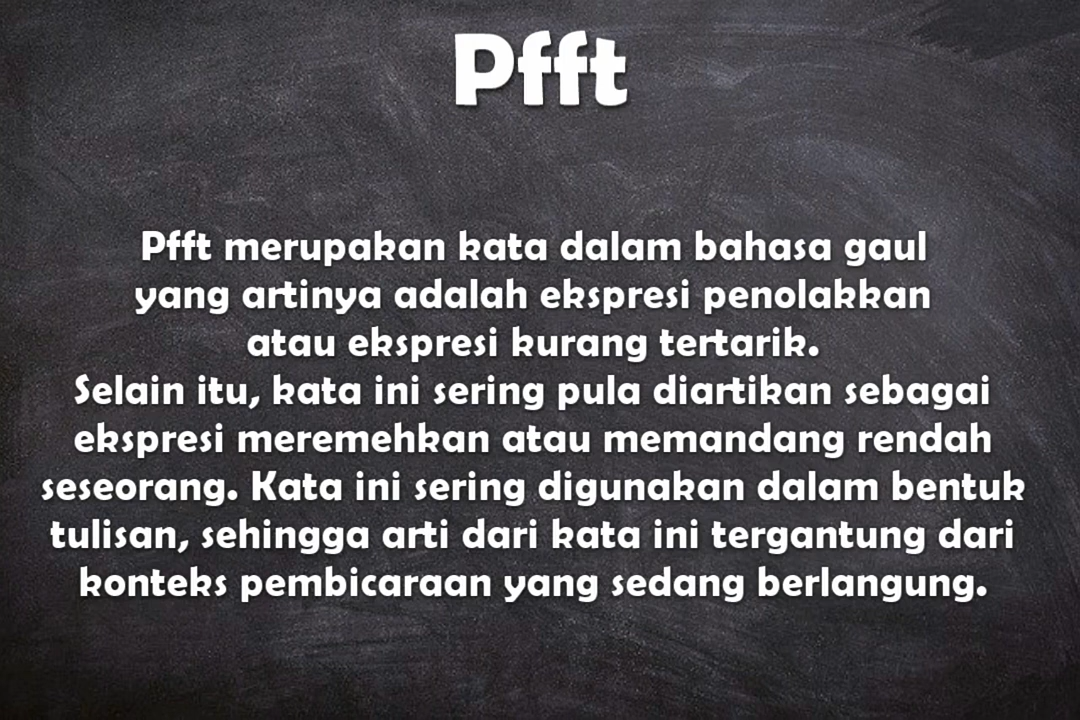 Pfft
Pfft merupakan kata dalam bahasa gaul
yang artinya adalah ekspresi penolakkan
atau ekspresi kurang tertarik.
Selain itu, kata ini sering pula diartikan sebagai
ekspresi meremehkan atau memandang rendah
seseorang. Kata ini sering digunakan dalam bentuk
tulisan, sehingga arti dari kata ini tergantung dari
konteks pembicaraan yang sedang berlangung.